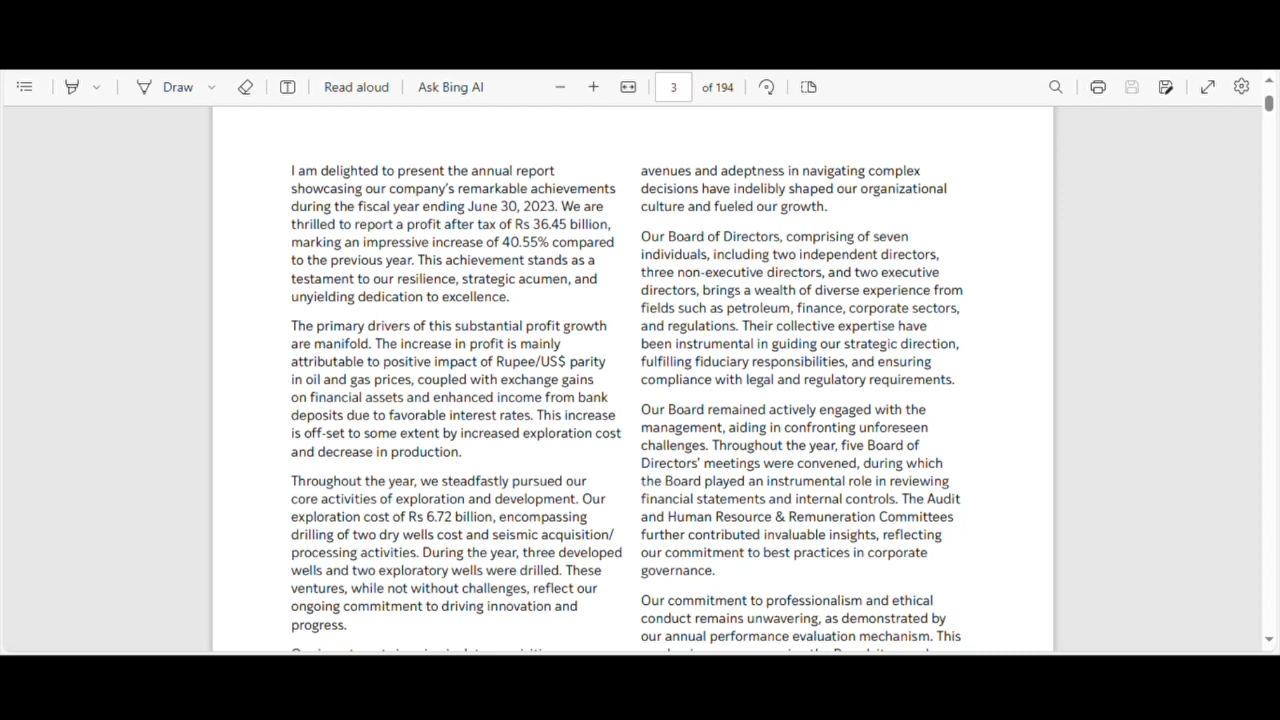 Draw
Read aloud
Ask Bing AI
3
of 194
I am delighted to present the annual report
showcasing our company's remarkable achievements
during the fiscal year ending June 30, 2023. We are
thrilled to report a profit after tax of Rs 36.45 billion,
marking an impressive increase of 40.55% compared
to the previous year. This achievement stands as a
testament to our resilience, strategic acumen, and
unyielding dedication to excellence.
The primary drivers of this substantial profit growth
are manifold. The increase in profit is mainly
attributable to positive impact of Rupee/US$ parity
in oil and gas prices, coupled with exchange gains
on financial assets and enhanced income from bank
deposits due to favorable interest rates. This increase
is off-set to some extent by increased exploration cost
and decrease in production.
Throughout the year, we steadfastly pursued our
core activities of exploration and development. Our
exploration cost of Rs 6.72 billion, encompassing
drilling of two dry wells cost and seismic acquisition/
processing activities. During the year, three developed
wells and two exploratory wells were drilled. These
ventures, while not without challenges, reflect our
ongoing commitment to driving innovation and
progress.
avenues and adeptness in navigating complex
decisions have indelibly shaped our organizational
culture and fueled our growth.
Our Board of Directors, comprising of seven
individuals, including two independent directors,
three non-executive directors, and two executive
directors, brings a wealth of diverse experience from
fields such as petroleum, finance, corporate sectors,
and regulations. Their collective expertise have
been instrumental in guiding our strategic direction,
fulfilling fiduciary responsibilities, and ensuring
compliance with legal and regulatory requirements.
Our Board remained actively engaged with the
management, aiding in confronting unforeseen
challenges. Throughout the year, five Board of
Directors' meetings were convened, during which
the Board played an instrumental role in reviewing
financial statements and internal controls. The Audit
and Human Resource & Remuneration Committees
further contributed invaluable insights, reflecting
our commitment to best practices in corporate
governance.
Our commitment to professionalism and ethical
conduct remains unwavering, as demonstrated by
our annual performance evaluation mechanism. This